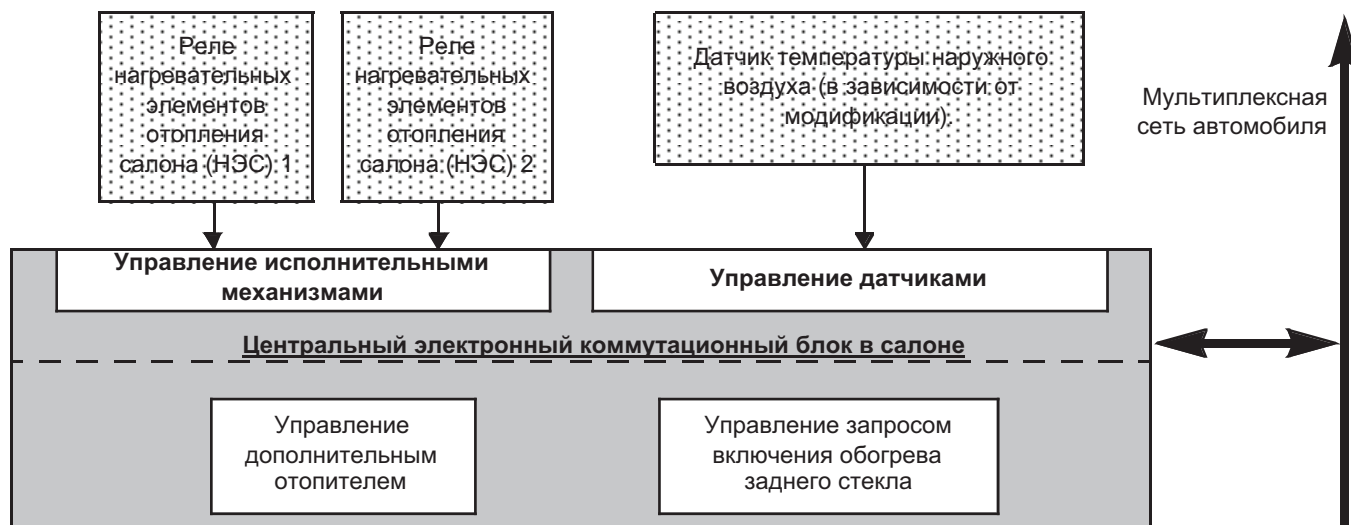 Реле
нагревательных
элементов
отопления
салона (НЭС) 1
Реле
нагревательных
элементов
отопления
салона (НЭС) 2
Датчик температуры наружного
воздуха (в зависимости от
модификации).
Мультиплексная
сеть автомобиля
Управление исполнительными
механизмами
Управление датчиками
Центральный электронный коммутационный блок в салоне
Управление
дополнительным
отопителем
Управление запросом
включения обогрева
заднего стекла